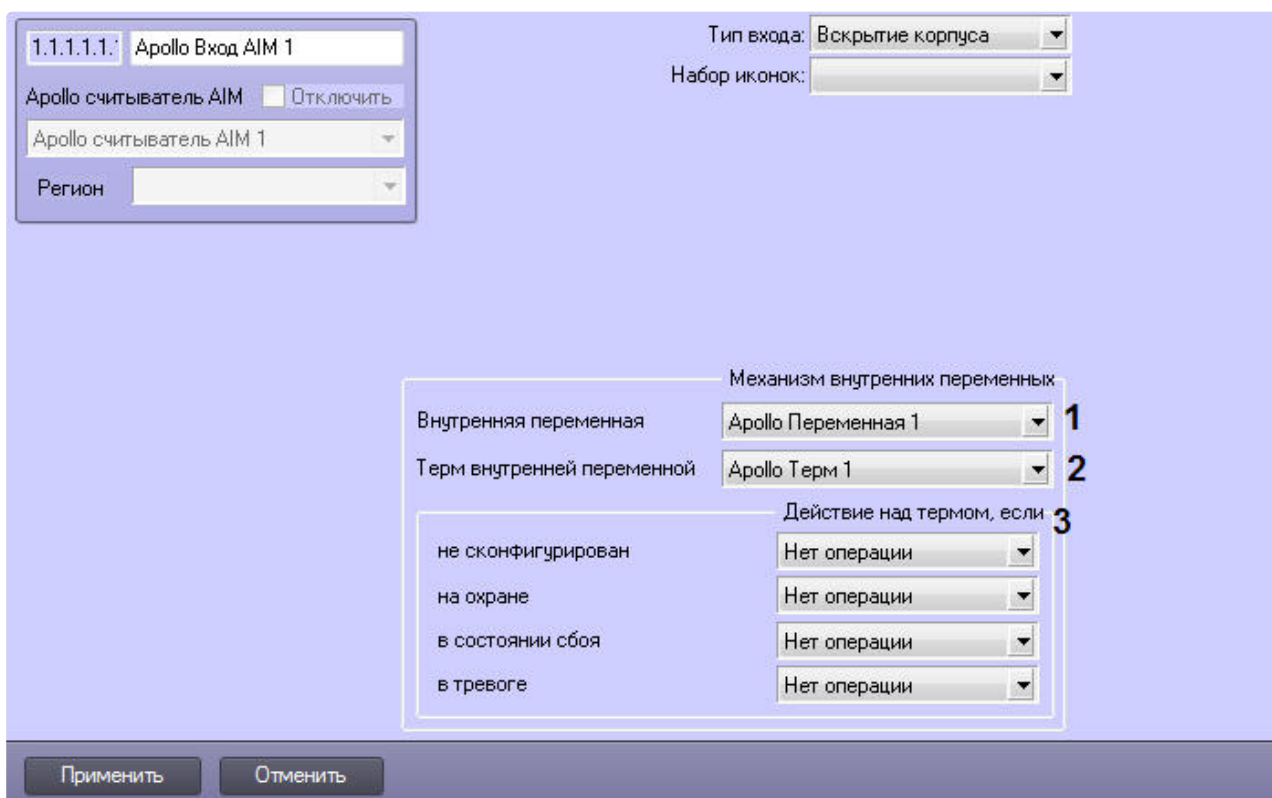 1.1.1.1.1.' Apollo Вход AIM 1
Apollo считыватель AIM Отключить
Apollo считыватель AIM 1
Регион
Тип входа: Вскрытие корпуса
Набор иконок:
Механизм внутренних переменных
Внутренняя переменная Apollo Переменная 1 1
Терм внутренней переменной Apollo Терм 1 2
Действие над термом, если 3
не сконфигурирован Нет операции
на охране Нет операции
в состоянии сбоя Нет операции
в тревоге Нет операции
Применить Отменить